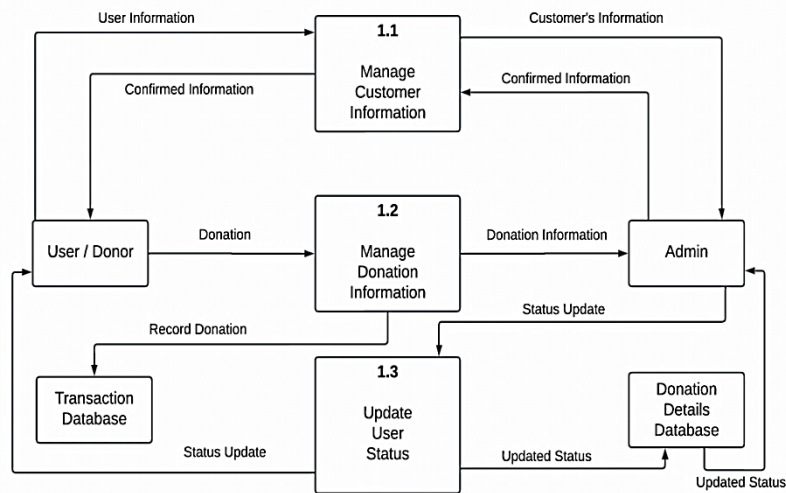 User Information
1.1
Customer's Information
Manage
Customer
Information
Confirmed Information
Confirmed Information
1.2
User / Donor
Donation
Manage
Donation
Information
Donation Information
Admin
Record Donation
Status Update
1.3
Transaction
Database
Update
User
Status
Donation
Details
Database
Status Update
Updated Status
Updated Status